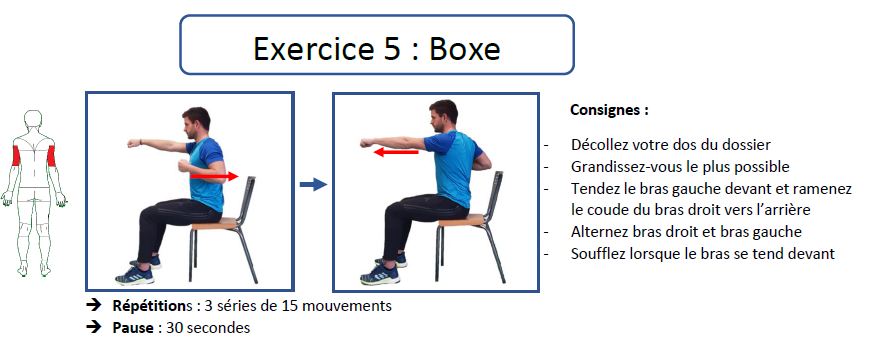 Exercice 5 : Boxe
Consignes :
- Décollez votre dos du dossier
- Grandissez-vous le plus possible
- Tendez le bras gauche devant et ramenez
le coude du bras droit vers l’arrière
- Alternez bras droit et bras gauche
- Soufflez lorsque le bras se tend devant
➔ Répétitions : 3 séries de 15 mouvements
➔ Pause : 30 secondes